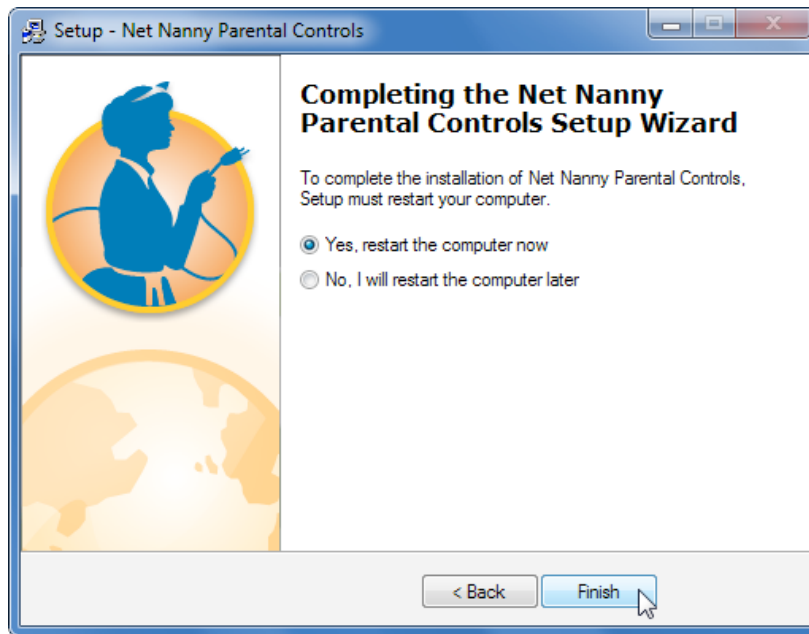 Setup - Net Nanny Parental Controls
Completing the Net Nanny
Parental Controls Setup Wizard
To complete the installation of Net Nanny Parental Controls,
Setup must restart your computer.
Yes, restart the computer now
No, I will restart the computer later
< Back
Finish